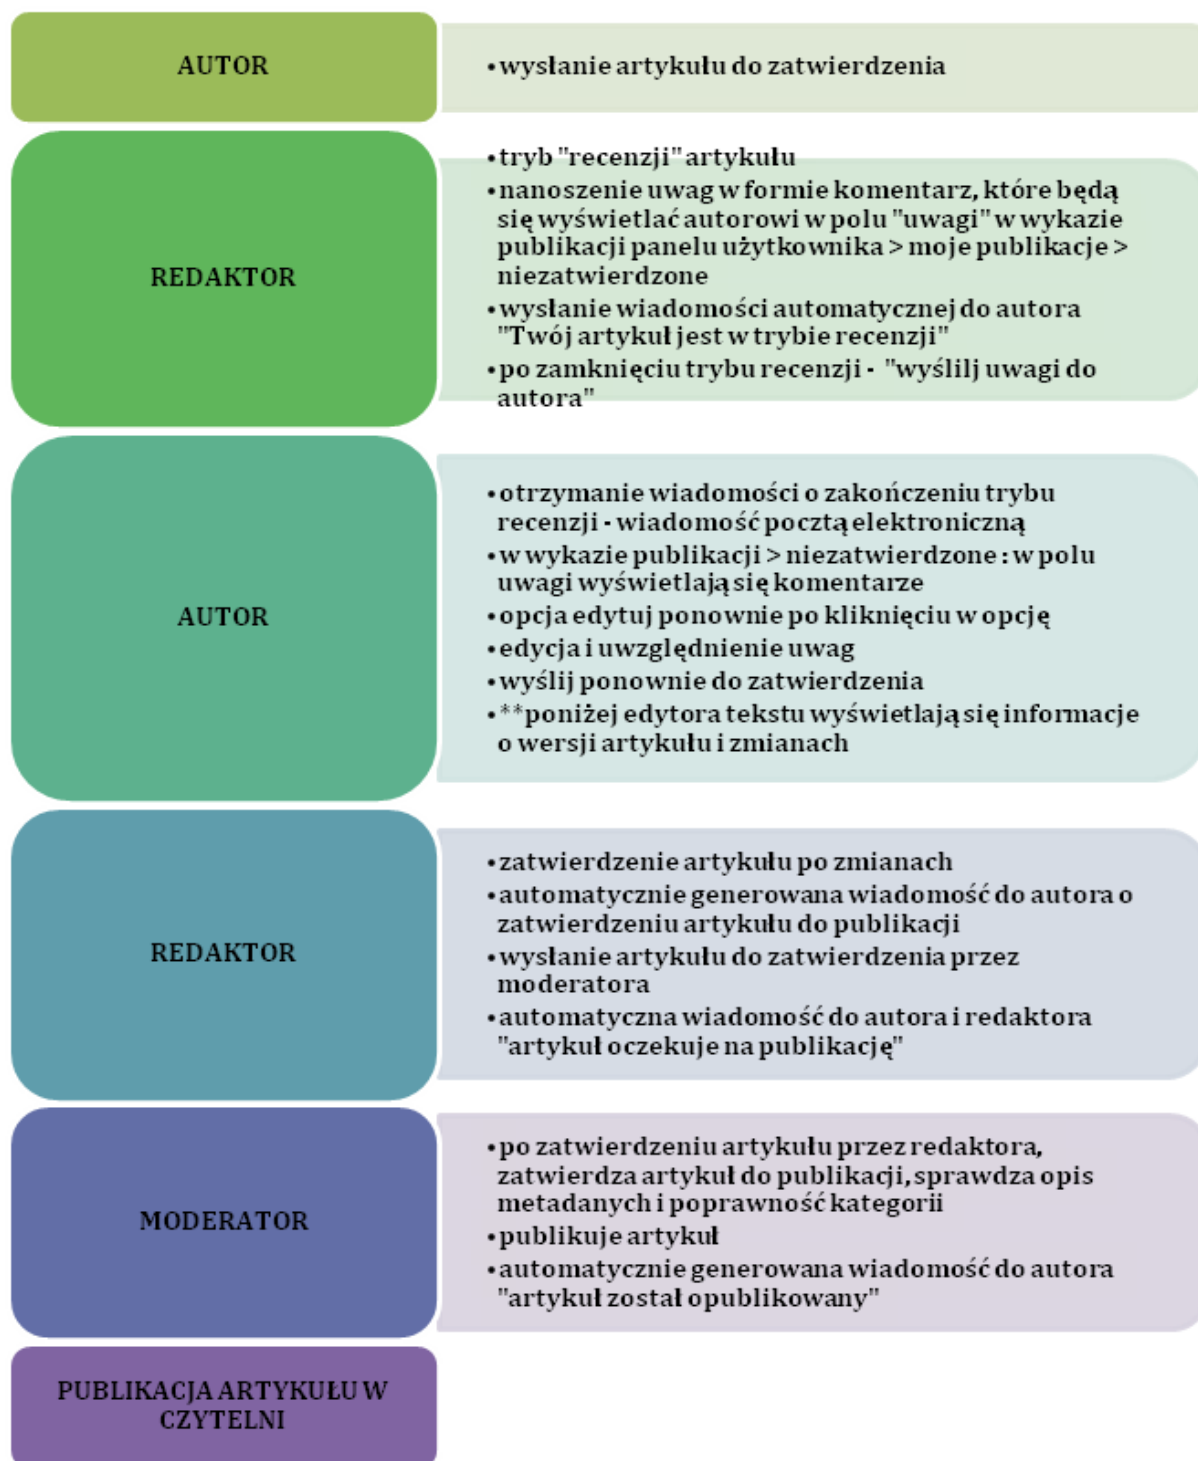 AUTOR
•wysłanie artykułu do zatwierdzenia
REDAKTOR
•tryb "recenzji" artykułu
•nanoszenie uwag w formie komentarz, które będą
się wyświetlać autorowi w polu "uwagi" w wykazie
publikacji panelu użytkownika > moje publikacje >
niezatwierdzone
•wysłanie wiadomości automatycznej do autora
"Twój artykuł jest w trybie recenzji"
•po zamknięciu trybu recenzji - "wyślilj uwagi do
autora"
AUTOR
•otrzymanie wiadomości o zakończeniu trybu
recenzji - wiadomość pocztą elektroniczną
•w wykazie publikacji > niezatwierdzone : w polu
uwagi wyświetlają się komentarze
•opcja edytuj ponownie po kliknięciu w opcję
•edycja i uwzględnienie uwag
•wyślij ponownie do zatwierdzenia
•**poniżej edytora tekstu wyświetlają się informacje
o wersji artykułu i zmianach
REDAKTOR
•zatwierdzenie artykułu po zmianach
•automatycznie generowana wiadomość do autora o
zatwierdzeniu artykułu do publikacji
•wysłanie artykułu do zatwierdzenia przez
moderatora
•automatyczna wiadomość do autora i redaktora
"artykuł oczekuje na publikację"
MODERATOR
•po zatwierdzeniu artykułu przez redaktora,
zatwierdza artykuł do publikacji, sprawdza opis
metadanych i poprawność kategorii
•publikuje artykuł
•automatycznie generowana wiadomość do autora
"artykuł został opublikowany"
PUBLIKACJA ARTYKUŁU W
CZYTELNI